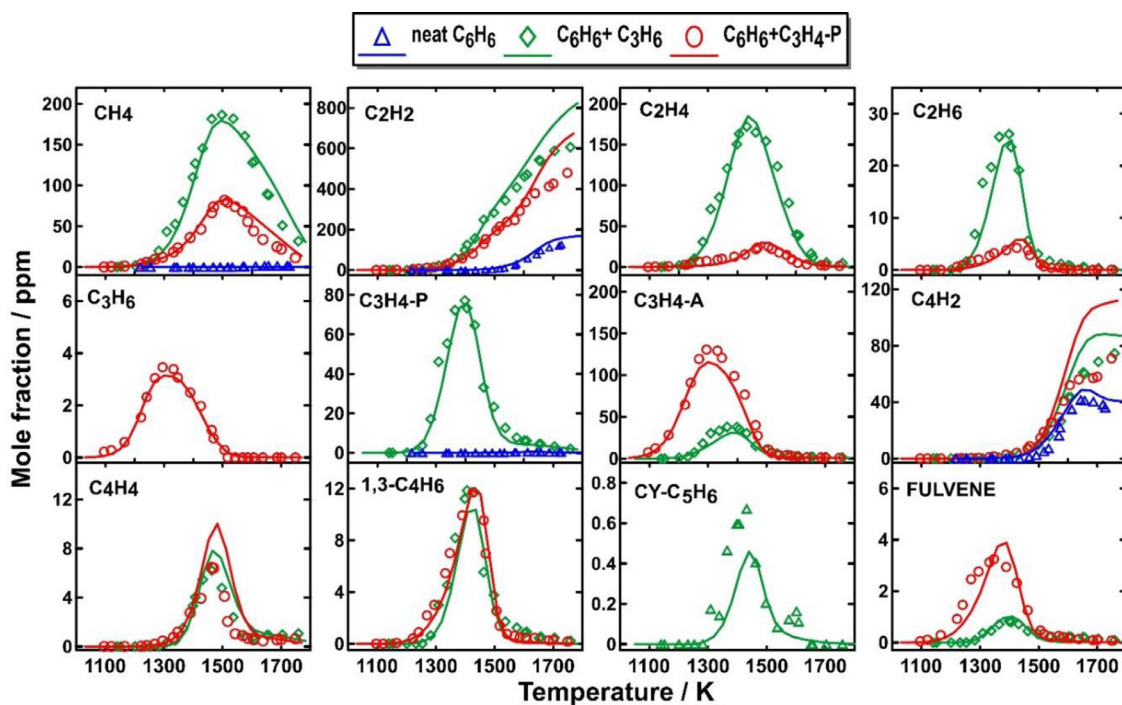 neat C6H6 C6H6+ C3H6 C6H6+C3H4-P
CH4
200
150
100
50
0
C2H2
800
600
400
200
0
C2H4
200
150
100
50
0
C2H6
30
20
10
0
C3H6
6
4
2
0
C3H4-P
80
60
40
20
0
C3H4-A
200
150
100
50
0
C4H2
120
80
40
0
C4H4
12
8
4
0
1,3-C4H6
12
8
4
0
CY-C5H6
0.8
0.6
0.4
0.2
0
FULVENE
6
4
2
0
1100 1300 1500 1700
1100 1300 1500 1700
1100 1300 1500 1700
1100 1300 1500 1700
Mole fraction / ppm
Temperature / K